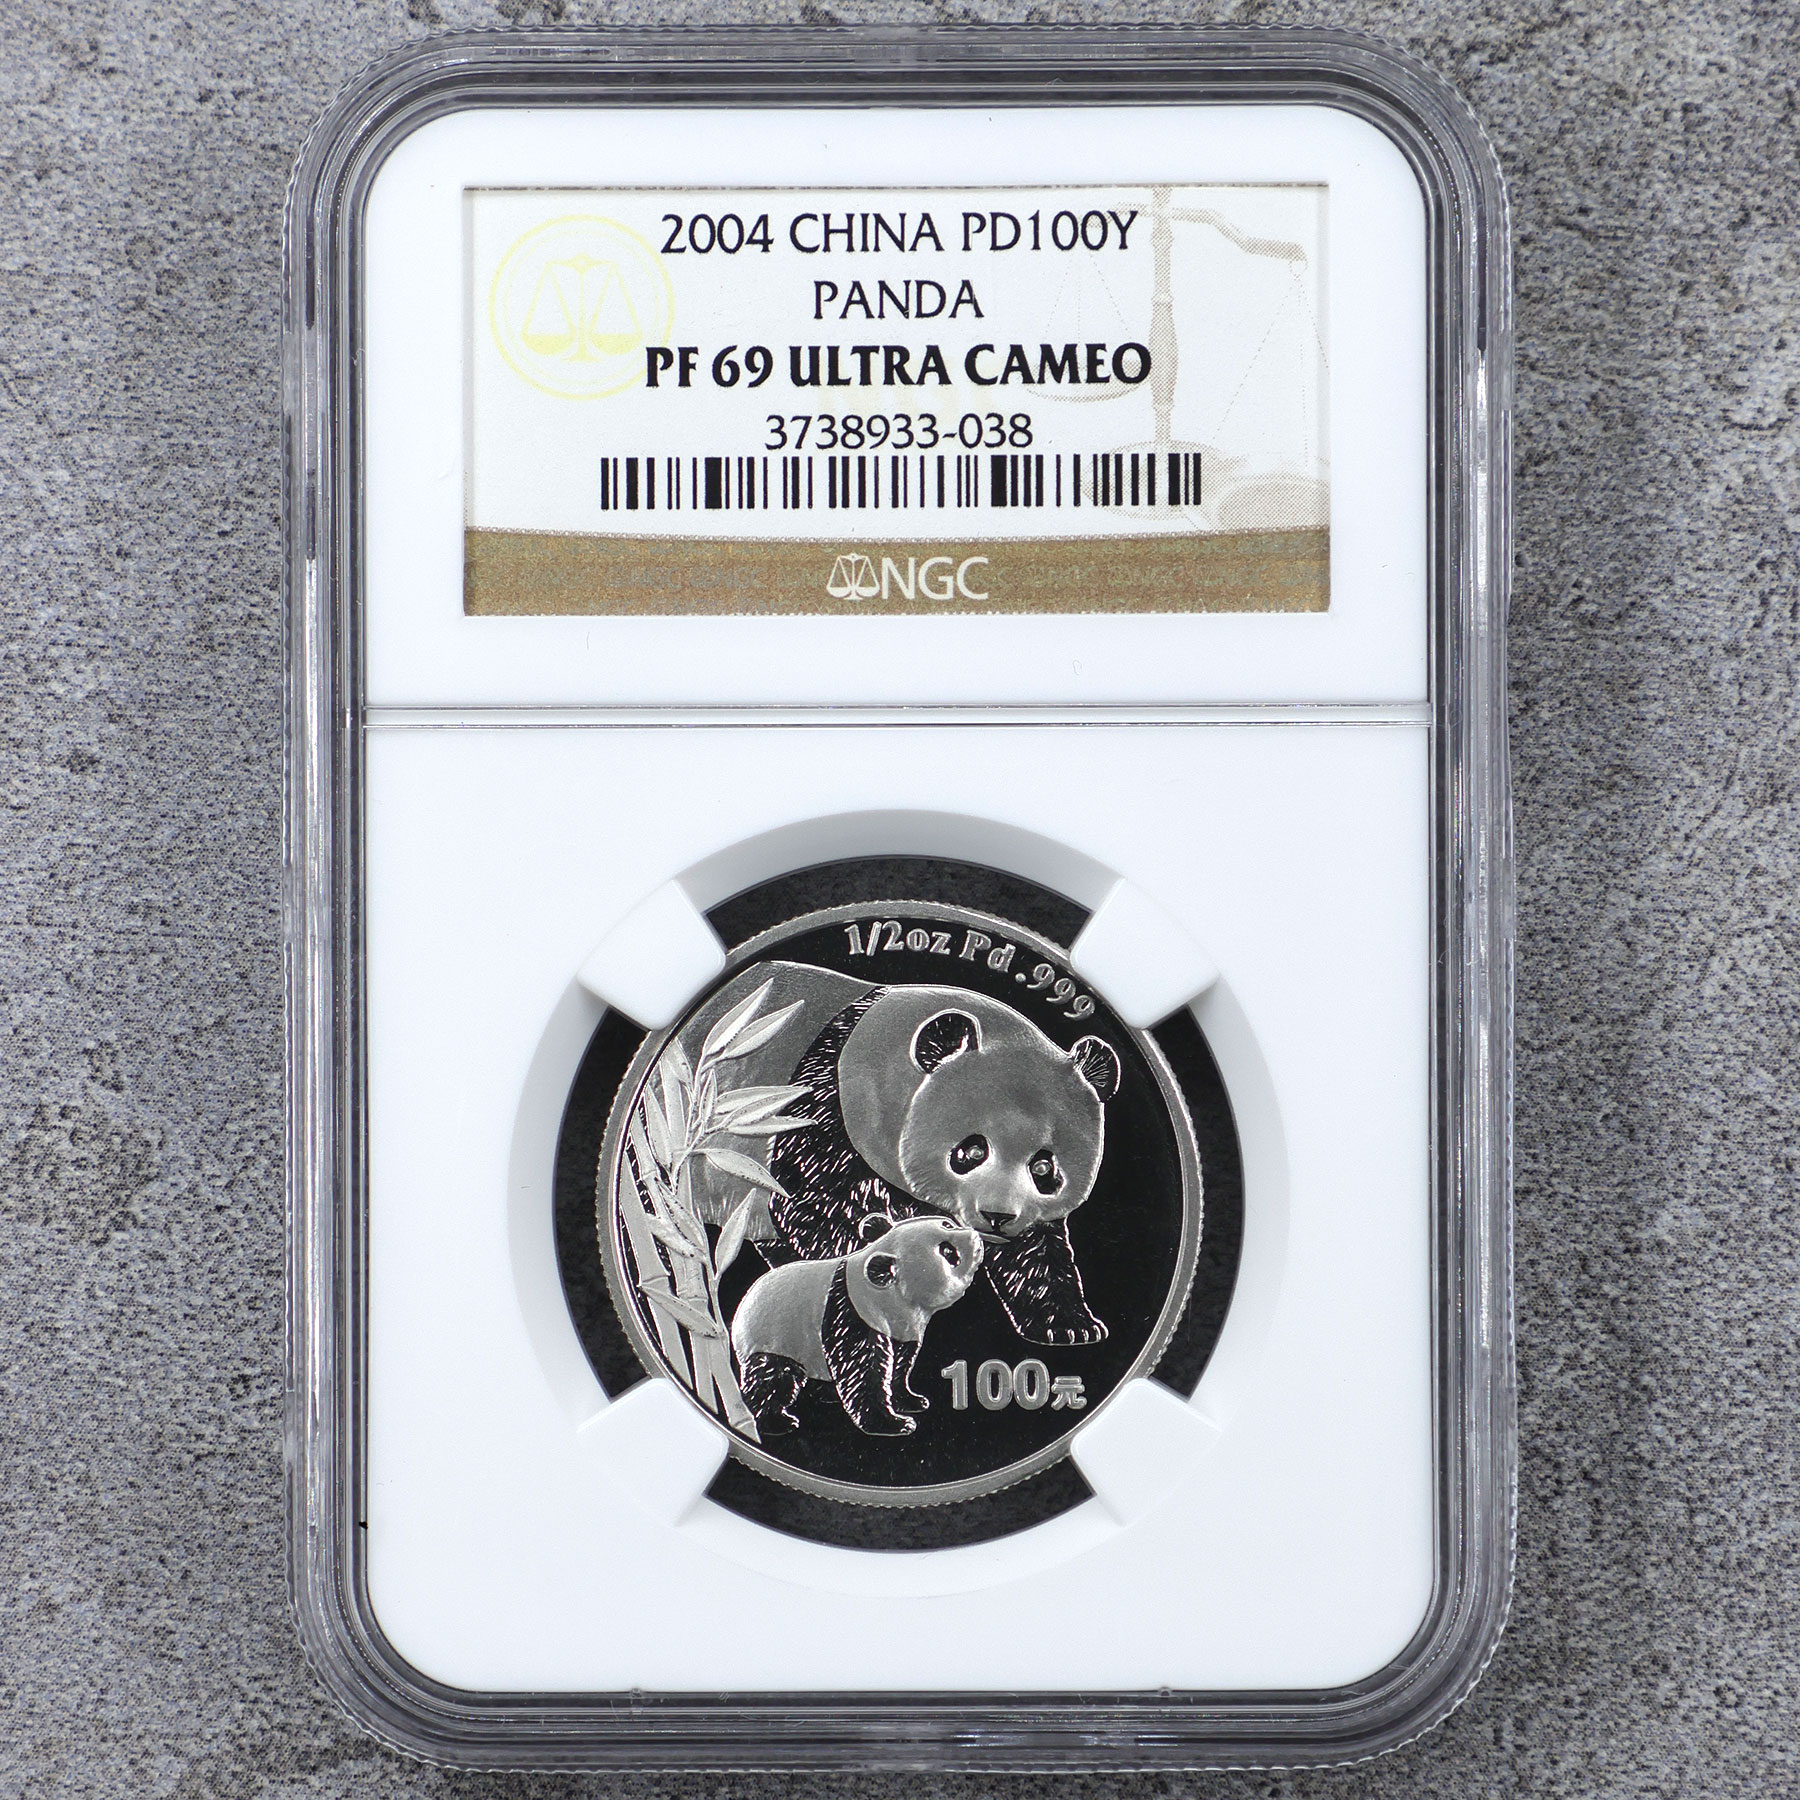 2004 CHINA PD100Y
PANDA
PF 69 ULTRA CAMEO
3738933-038
NGC
1/2oz Pd .999
100元